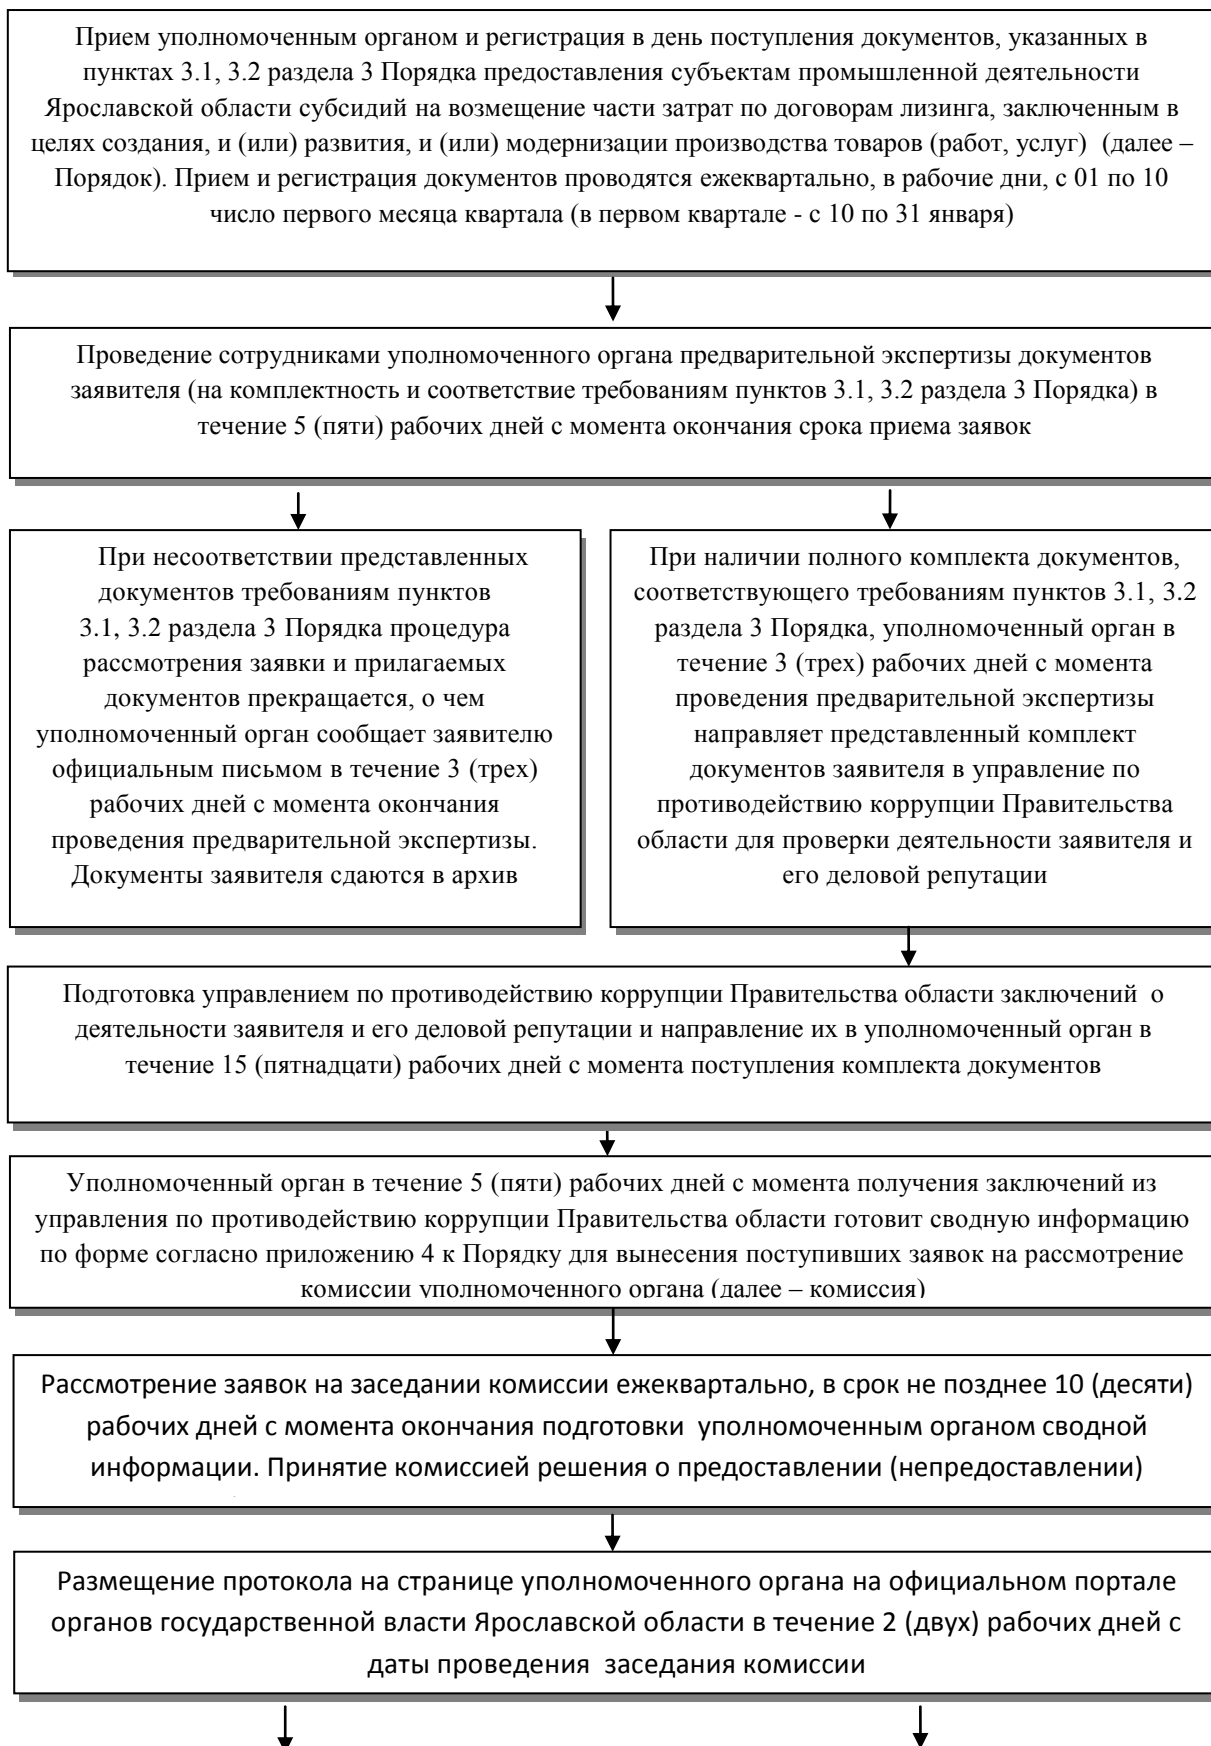 Прием уполномоченным органом и регистрация в день поступления документов, указанных в
пунктах 3.1, 3.2 раздела 3 Порядка предоставления субъектам промышленной деятельности
Ярославской области субсидий на возмещение части затрат по договорам лизинга, заключенным в
целях создания, и (или) развития, и (или) модернизации производства товаров (работ, услуг) (далее –
Порядок). Прием и регистрация документов проводятся ежеквартально, в рабочие дни, с 01 по 10
число первого месяца квартала (в первом квартале - с 10 по 31 января)
Проведение сотрудниками уполномоченного органа предварительной экспертизы документов
заявителя (на комплектность и соответствие требованиям пунктов 3.1, 3.2 раздела 3 Порядка) в
течение 5 (пяти) рабочих дней с момента окончания срока приема заявок
При несоответствии представленных
документов требованиям пунктов
3.1, 3.2 раздела 3 Порядка процедура
рассмотрения заявки и прилагаемых
документов прекращается, о чем
уполномоченный орган сообщает заявителю
официальным письмом в течение 3 (трех)
рабочих дней с момента окончания
проведения предварительной экспертизы.
Документы заявителя сдаются в архив
При наличии полного комплекта документов,
соответствующего требованиям пунктов 3.1, 3.2
раздела 3 Порядка, уполномоченный орган в
течение 3 (трех) рабочих дней с момента
проведения предварительной экспертизы
направляет представленный комплект
документов заявителя в управление по
противодействию коррупции Правительства
области для проверки деятельности заявителя и
его деловой репутации
Подготовка управлением по противодействию коррупции Правительства области заключений о
деятельности заявителя и его деловой репутации и направление их в уполномоченный орган в
течение 15 (пятнадцати) рабочих дней с момента поступления комплекта документов
Уполномоченный орган в течение 5 (пяти) рабочих дней с момента получения заключений из
управления по противодействию коррупции Правительства области готовит сводную информацию
по форме согласно приложению 4 к Порядку для вынесения поступивших заявок на рассмотрение
комиссии уполномоченного органа (далее – комиссия)
Рассмотрение заявок на заседании комиссии ежеквартально, в срок не позднее 10 (десяти)
рабочих дней с момента окончания подготовки уполномоченным органом сводной
информации. Принятие комиссией решения о предоставлении (непредоставлении)
Размещение протокола на странице уполномоченного органа на официальном портале
органов государственной власти Ярославской области в течение 2 (двух) рабочих дней с
даты проведения заседания комиссии